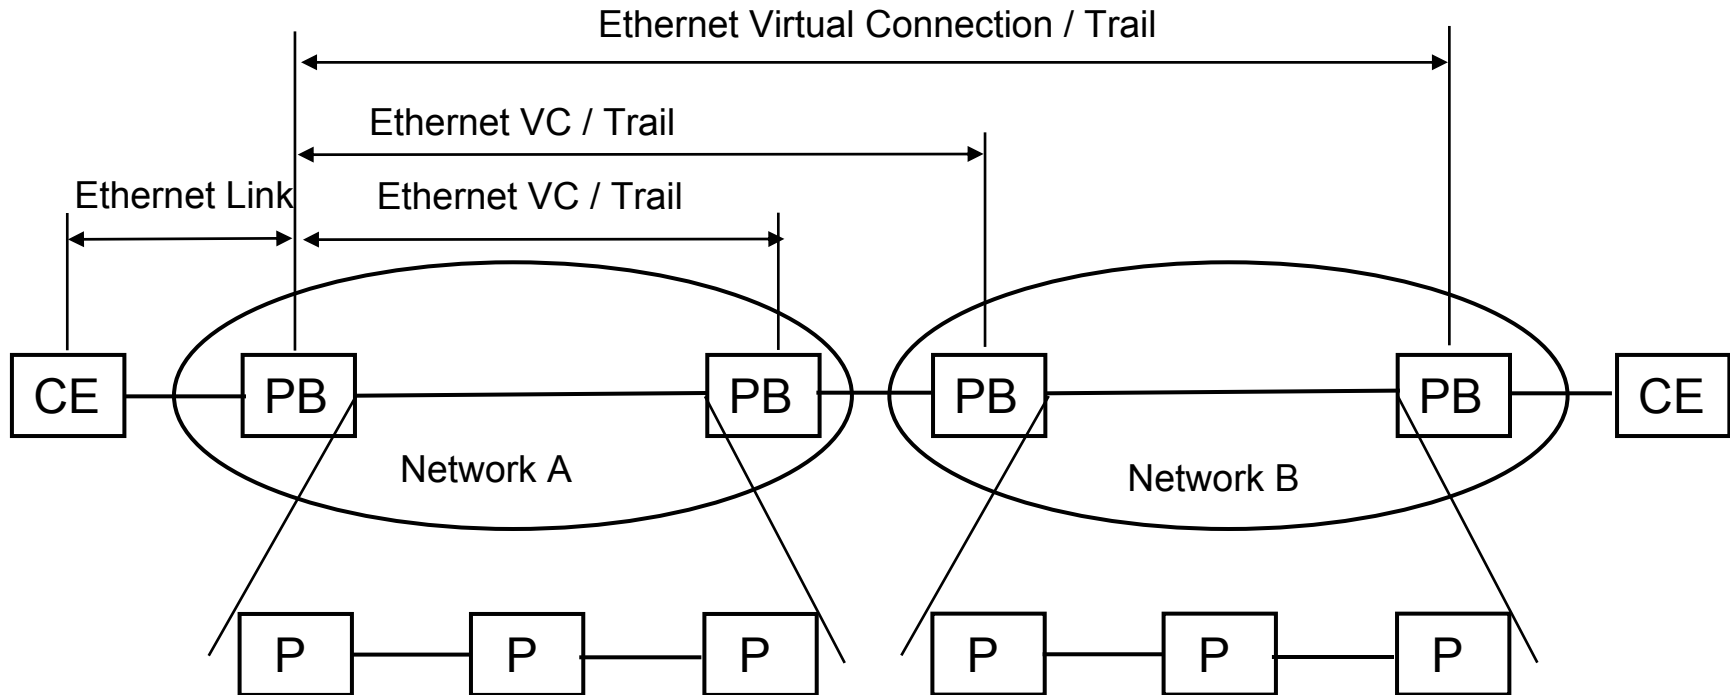 Ethernet Virtual Connection / Trail
Ethernet VC / Trail
Ethernet Link
Ethernet VC / Trail
CE
PB
PB
PB
PB
CE
Network A
Network B
P
P
P
P
P
P